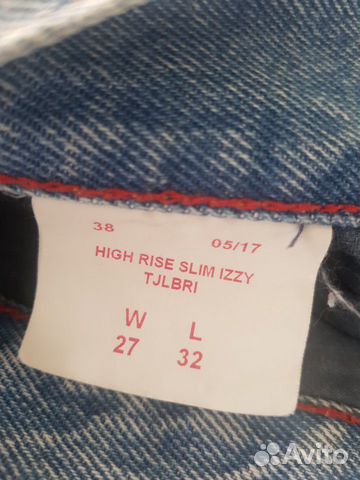 38 05/17
HIGH RISE SLIM IZZY
TJLBRI
W L
27 32
Avito